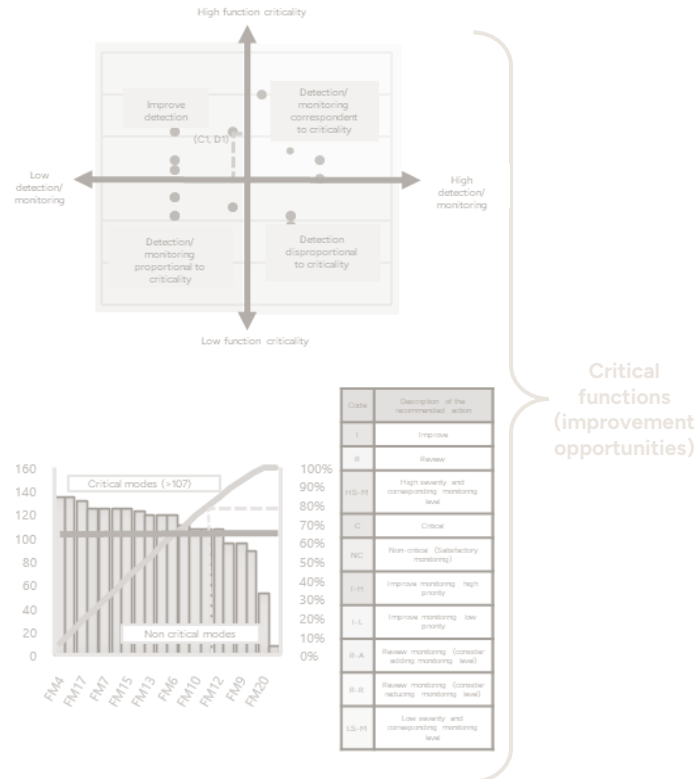 High function criticality
Improve
detection
Detection/
monitoring
correspondent
to criticality
(C1, D1)
Low
detection/
monitoring
High
detection/
monitoring
Detection/
monitoring
proportional to
criticality
Detection
disproportional
to criticality
Low function criticality
Critical
functions
(improvement
opportunities)
160
140
120
100
80
60
40
20
0
Critical modes (>107)
Non critical modes
100%
90%
80%
70%
60%
50%
40%
30%
20%
10%
0%
FM4
FM17
FM7
FM15
FM13
FM6
FM10
FM12
FM9
FM20
Code
Description of the
recommended action
I
Improve
R
Review
HS-M
High severity and
corresponding monitoring
level
C
Critical
NC
Non-critical (Satisfactory
monitoring)
I-H
Improve monitoring high
priority
I-L
Improve monitoring low
priority
R-A
Review monitoring (consider
adding monitoring level)
R-R
Review monitoring (consider
reducing monitoring level)
LS-M
Low severity and
corresponding monitoring
level